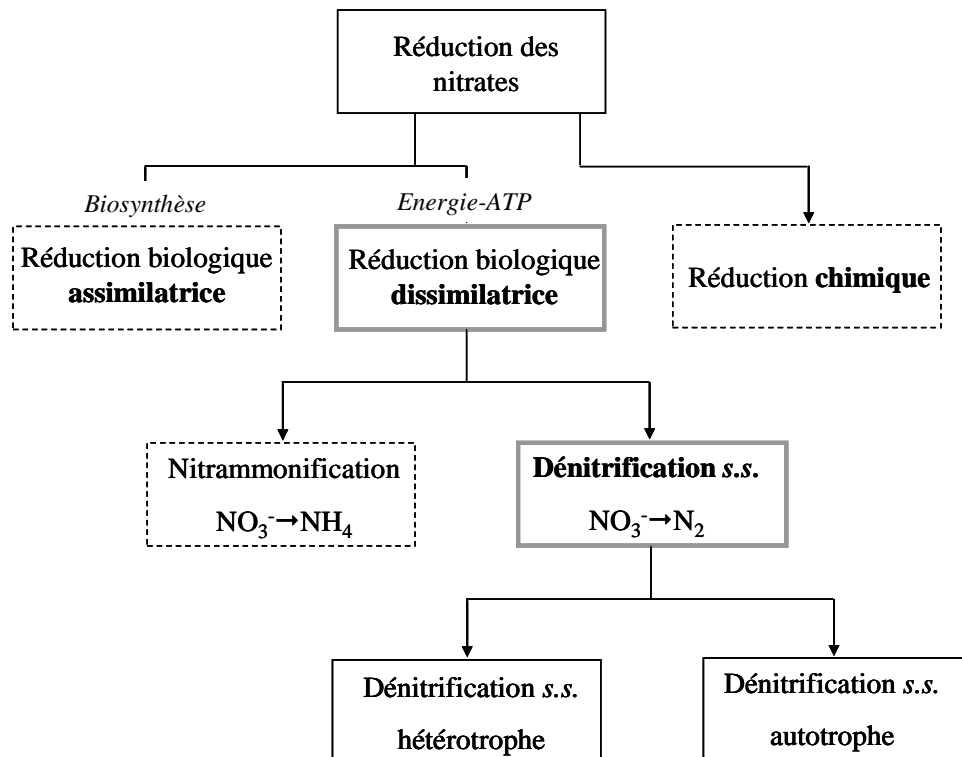 Réduction des
nitrates
Biosynthèse
Energie-ATP
Réduction biologique
assimilatrice
Réduction biologique
dissimilatrice
Réduction chimique
Nitrammonification
NO₃⁻→NH₄
Dénitrification s.s.
NO₃⁻→N₂
Dénitrification s.s.
hétérotrophe
Dénitrification s.s.
autotrophe